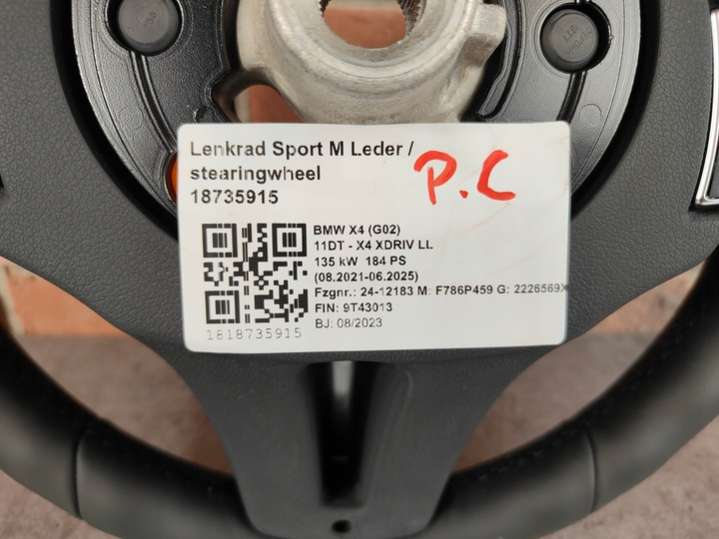 Lenkrad Sport M Leder /
stearingwheel
18735915
P.C
BMW X4 (G02)
11DT - X4 XDRIV LL
135 kW 184 PS
(08.2021-06.2025)
Fzgnr.: 24-12183 M: F786P459 G: 2226569X
FIN: 9T43013
BJ: 08/2023
1818735915